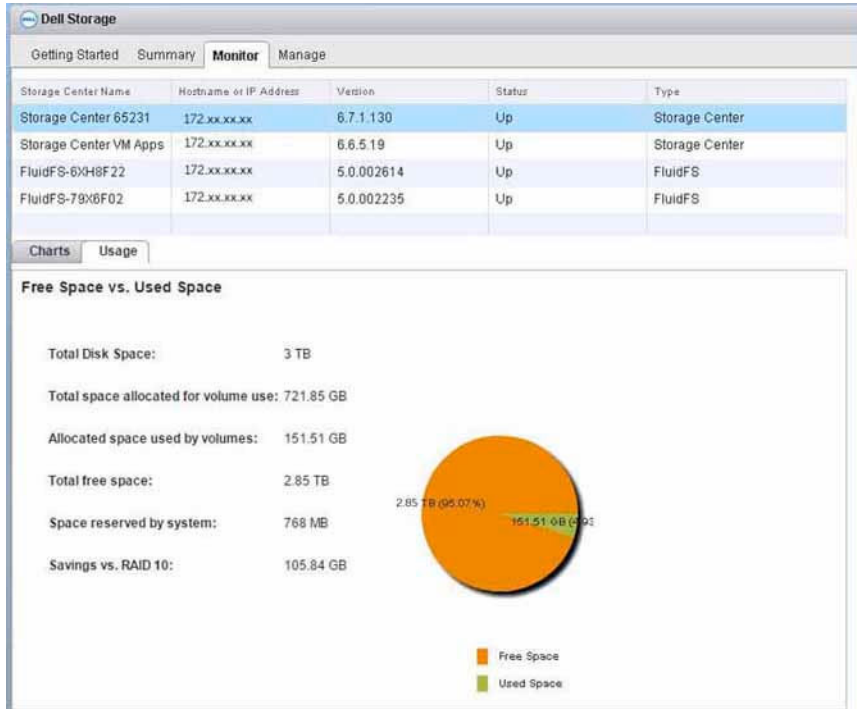 DELL Dell Storage
Getting Started Summary Monitor Manage
Storage Center Name Hostname or IP Address Version Status Type
Storage Center 65231 172.xx.xx.xx 6.7.1.130 Up Storage Center
Storage Center VM Apps 172.xx.xx.xx 6.6.5.19 Up Storage Center
FluidFS-6XH8F22 172.xx.xx.xx 5.0.002614 Up FluidFS
FluidFS-79X6F02 172.xx.xx.xx 5.0.002235 Up FluidFS
Charts Usage
Free Space vs. Used Space
Total Disk Space: 3 TB
Total space allocated for volume use: 721.85 GB
Allocated space used by volumes: 151.51 GB
Total free space: 2.85 TB
2.85 TB (95.07%) 151.51 GB (4.93
Space reserved by system: 768 MB
Savings vs. RAID 10: 105.84 GB
Free Space
Used Space